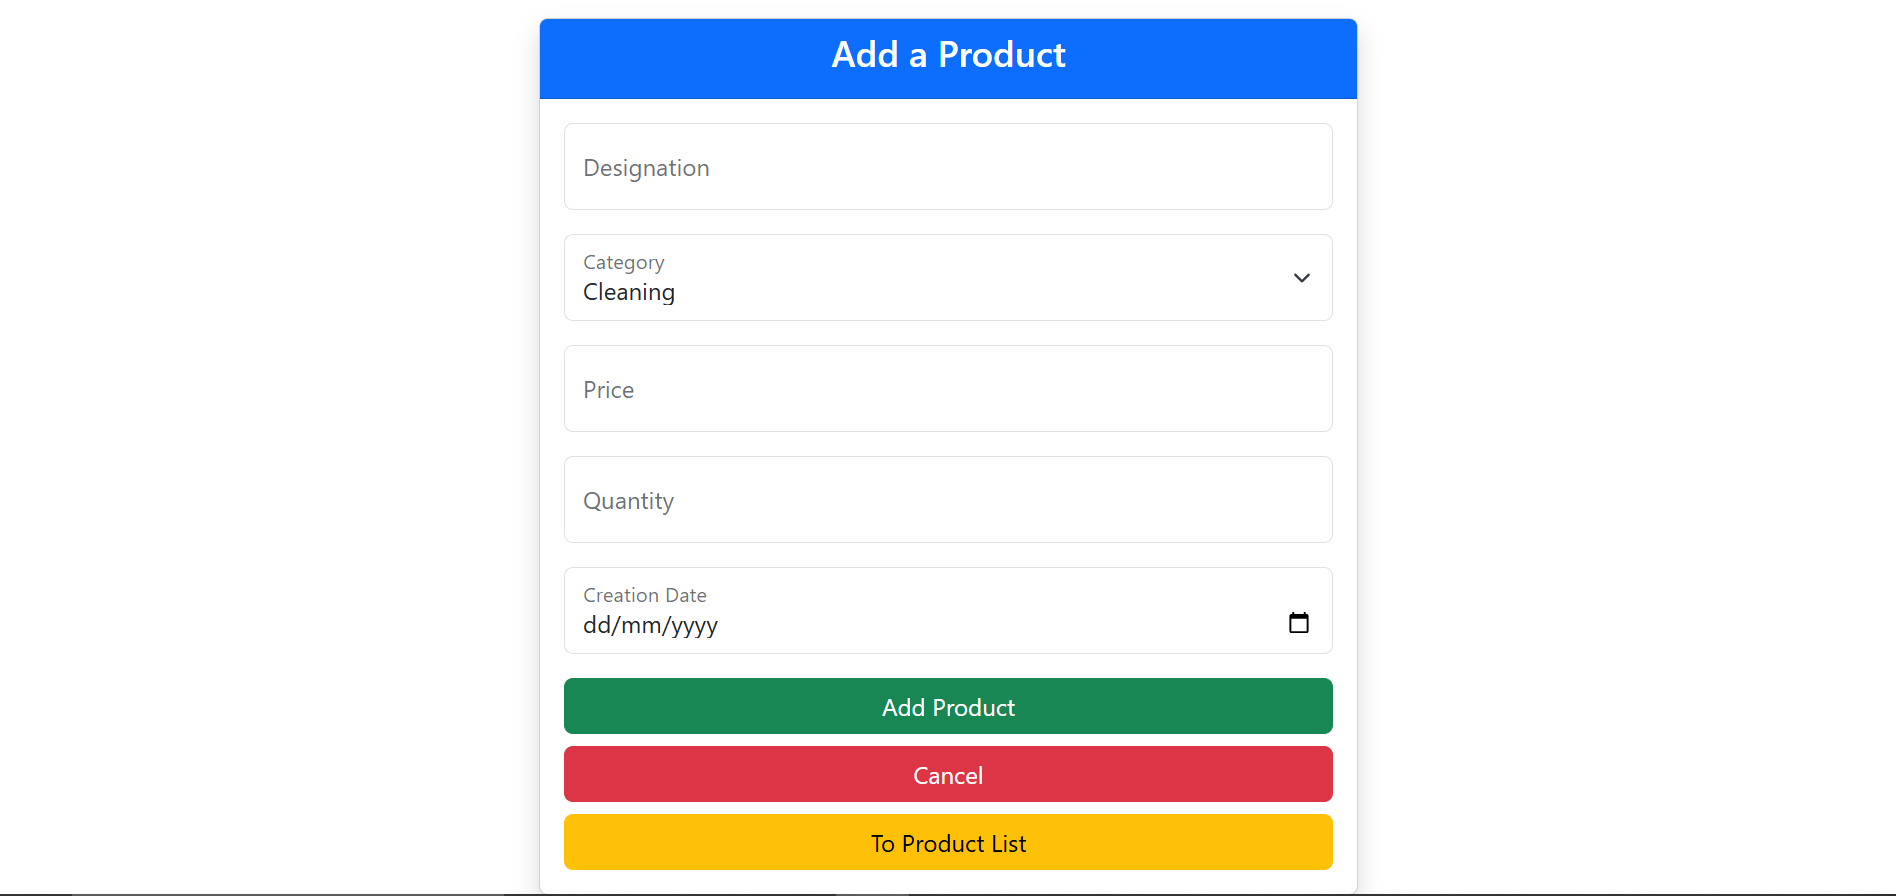 Add a Product
Designation
Category
Cleaning
Price
Quantity
Creation Date
dd/mm/yyyy
Add Product
Cancel
To Product List